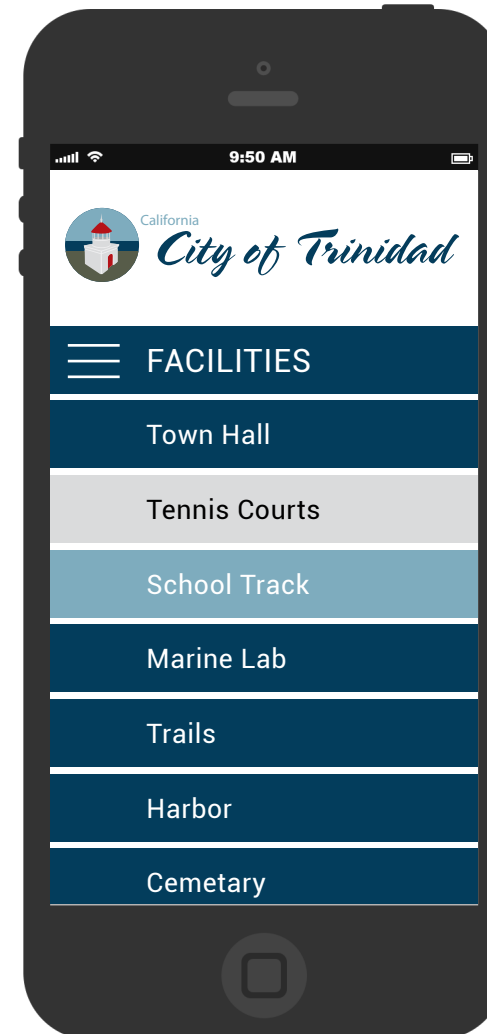 9:50 AM
California
City of Trinidad
FACILITIES
Town Hall
Tennis Courts
School Track
Marine Lab
Trails
Harbor
Cemetary